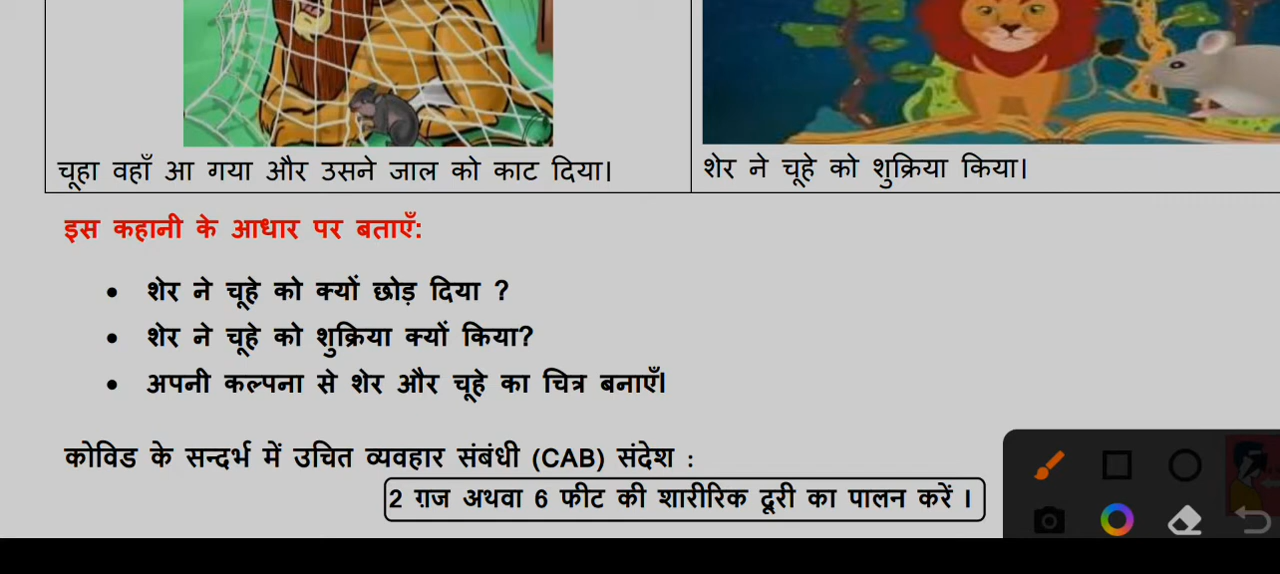 चूहा वहाँ आ गया और उसने जाल को काट दिया।
शेर ने चूहे को शुक्रिया किया।
इस कहानी के आधार पर बताएँ:
• शेर ने चूहे को क्यों छोड़ दिया ?
• शेर ने चूहे को शुक्रिया क्यों किया?
• अपनी कल्पना से शेर और चूहे का चित्र बनाएँ।
कोविड के सन्दर्भ में उचित व्यवहार संबंधी (CAB) संदेश :
2 ग़ज अथवा 6 फीट की शारीरिक दूरी का पालन करें ।